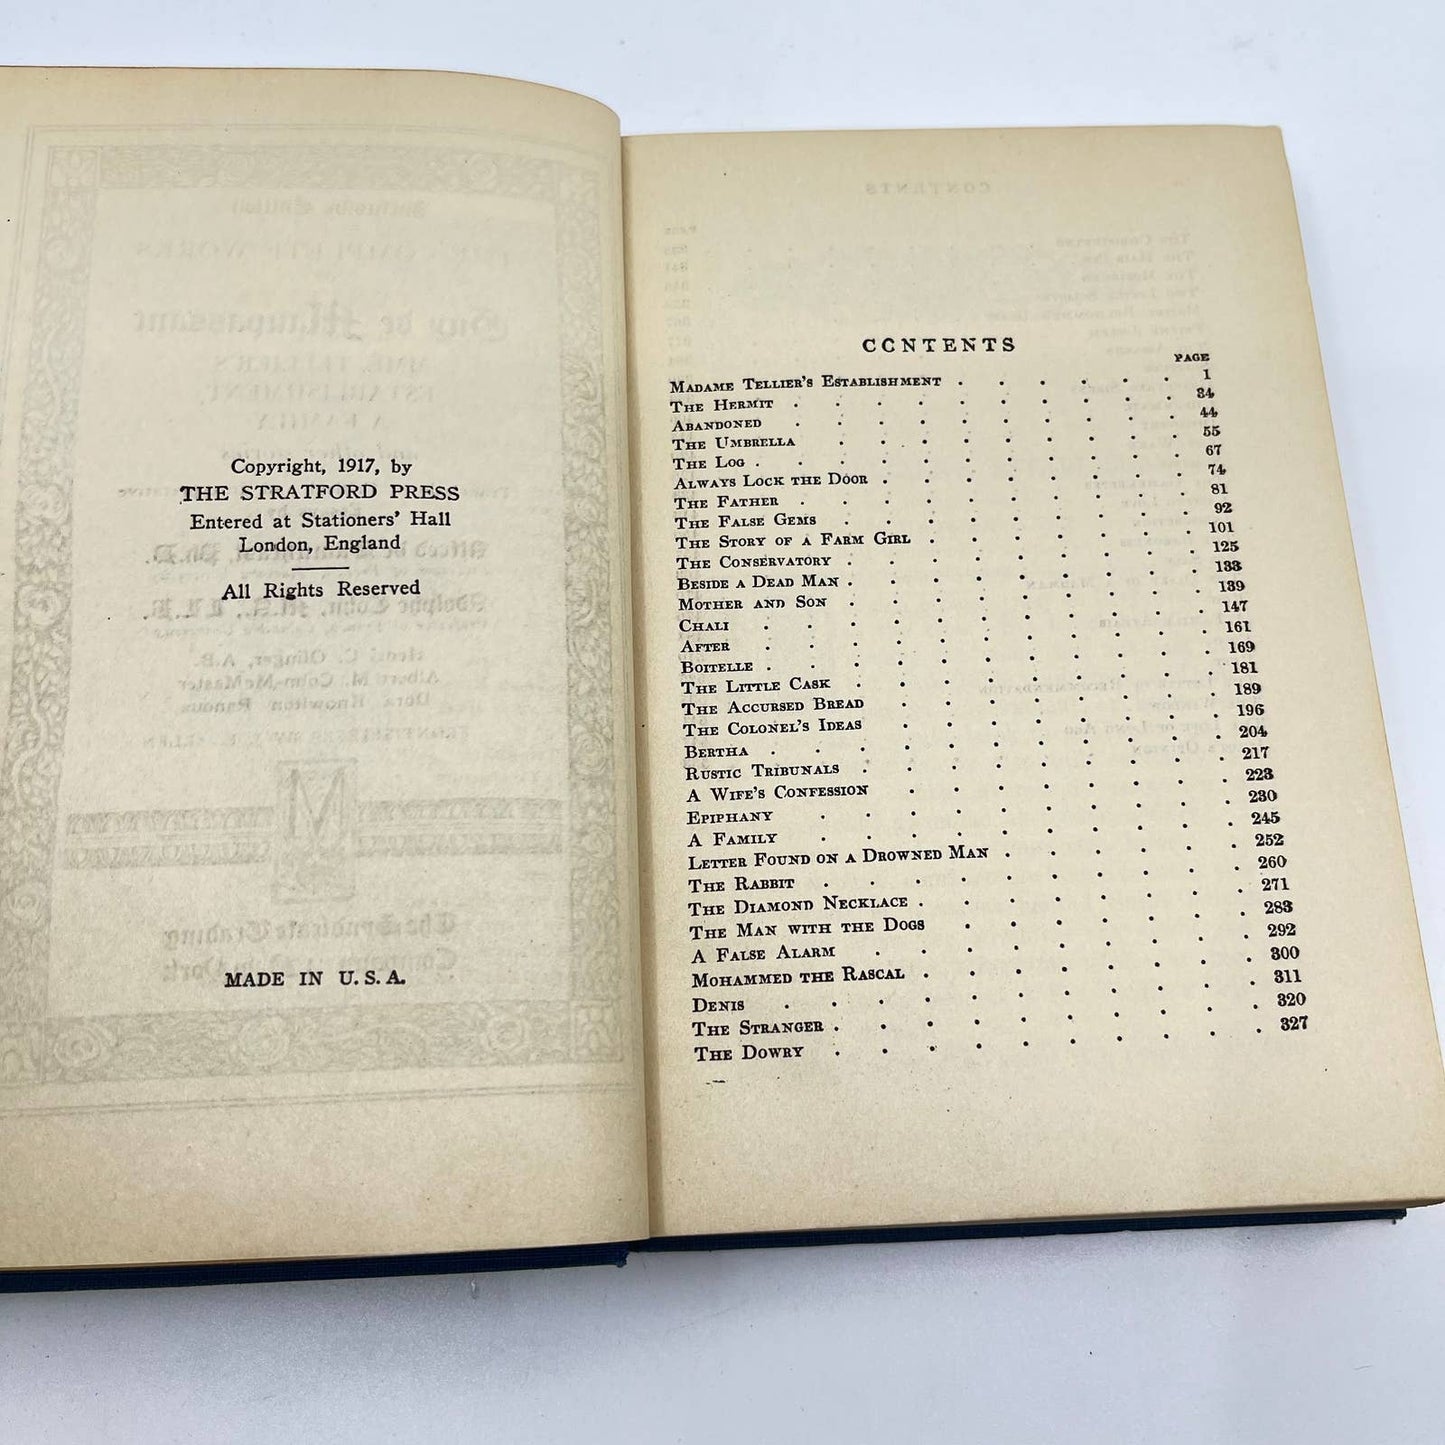 Copyright, 1917, by
THE STRATFORD PRESS
Entered at Stationers' Hall
London, England
All Rights Reserved
MADE IN U. S. A.
CONTENTS
PAGE
MADAME TELLIER'S ESTABLISHMENT . . . . . . 1
THE HERMIT . . . . . . . . . . 34
ABANDONED . . . . . . . . . . 44
THE UMBRELLA . . . . . . . . . 55
THE LOG . . . . . . . . . . . 67
ALWAYS LOCK THE DOOR . . . . . . . . 74
THE FATHER . . . . . . . . . . 81
THE FALSE GEMS . . . . . . . . . 92
THE STORY OF A FARM GIRL . . . . . . . 101
THE CONSERVATORY . . . . . . . . . 125
BESIDE A DEAD MAN . . . . . . . . . 133
MOTHER AND SON . . . . . . . . . 139
CHALI . . . . . . . . . . . 147
AFTER . . . . . . . . . . . 161
BOITELLE . . . . . . . . . . . 169
THE LITTLE CASK . . . . . . . . . 181
THE ACCURSED BREAD . . . . . . . . 189
THE COLONEL'S IDEAS . . . . . . . . 196
BERTHA . . . . . . . . . . . 204
RUSTIC TRIBUNALS . . . . . . . . . 217
A WIFE'S CONFESSION . . . . . . . . 223
EPIPHANY . . . . . . . . . . 230
A FAMILY . . . . . . . . . . 245
LETTER FOUND ON A DROWNED MAN . . . . . . 252
THE RABBIT . . . . . . . . . . 260
THE DIAMOND NECKLACE . . . . . . . . 271
THE MAN WITH THE DOGS . . . . . . . 283
A FALSE ALARM . . . . . . . . . 292
MOHAMMED THE RASCAL . . . . . . . . 300
DENIS . . . . . . . . . . . 311
THE STRANGER . . . . . . . . . . 320
THE DOWRY . . . . . . . . . . 327